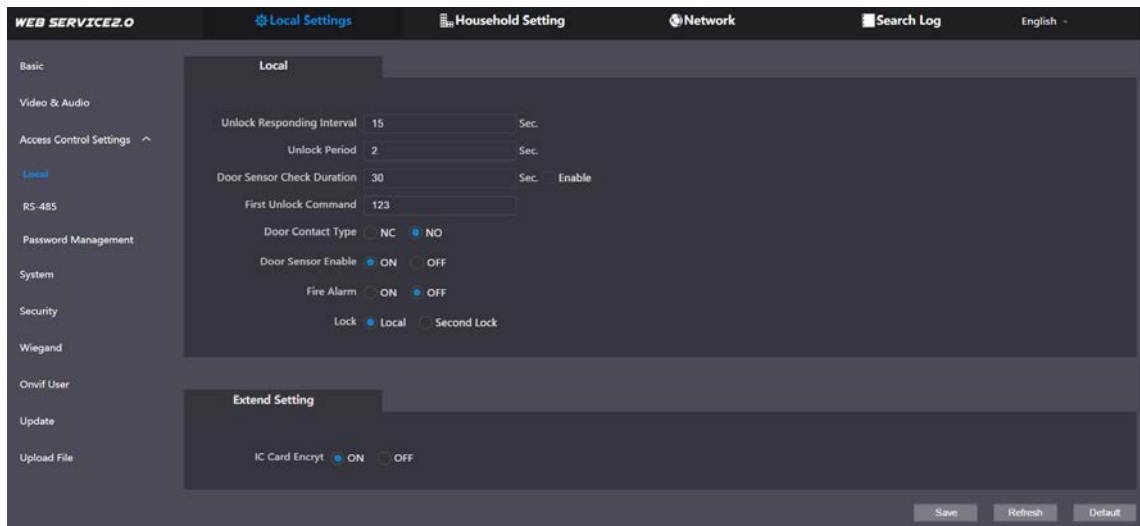 WEB SERVICE2.0 Local Settings Household Setting Network Search Log English
Basic
Video & Audio
Access Control Settings
Local
RS-485
Password Management
System
Security
Wiegand
Onvif User
Update
Upload File
Local
Unlock Responding Interval 15 Sec.
Unlock Period 2 Sec.
Door Sensor Check Duration 30 Sec. Enable
First Unlock Command 123
Door Contact Type NC NO
Door Sensor Enable ON OFF
Fire Alarm ON OFF
Lock Local Second Lock
Extend Setting
IC Card Encryt ON OFF
Save Refresh Default